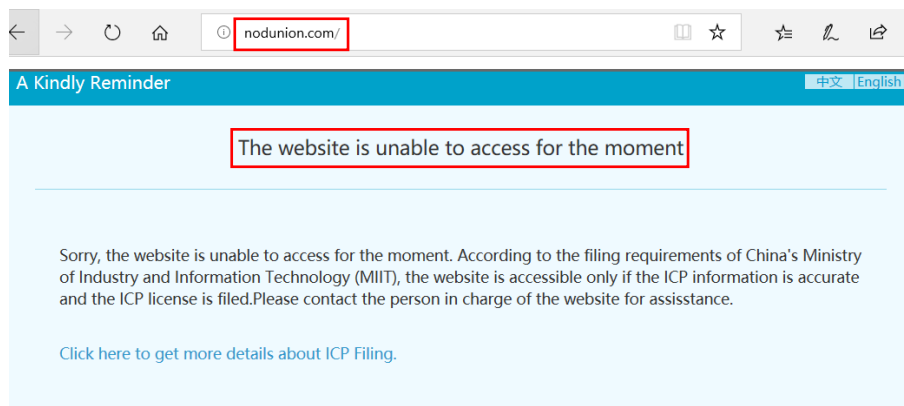 nodunion.com/
A Kindly Reminder
中文 | English
The website is unable to access for the moment
Sorry, the website is unable to access for the moment. According to the filing requirements of China's Ministry
of Industry and Information Technology (MIIT), the website is accessible only if the ICP information is accurate
and the ICP license is filed.Please contact the person in charge of the website for assisstance.
Click here to get more details about ICP Filing.